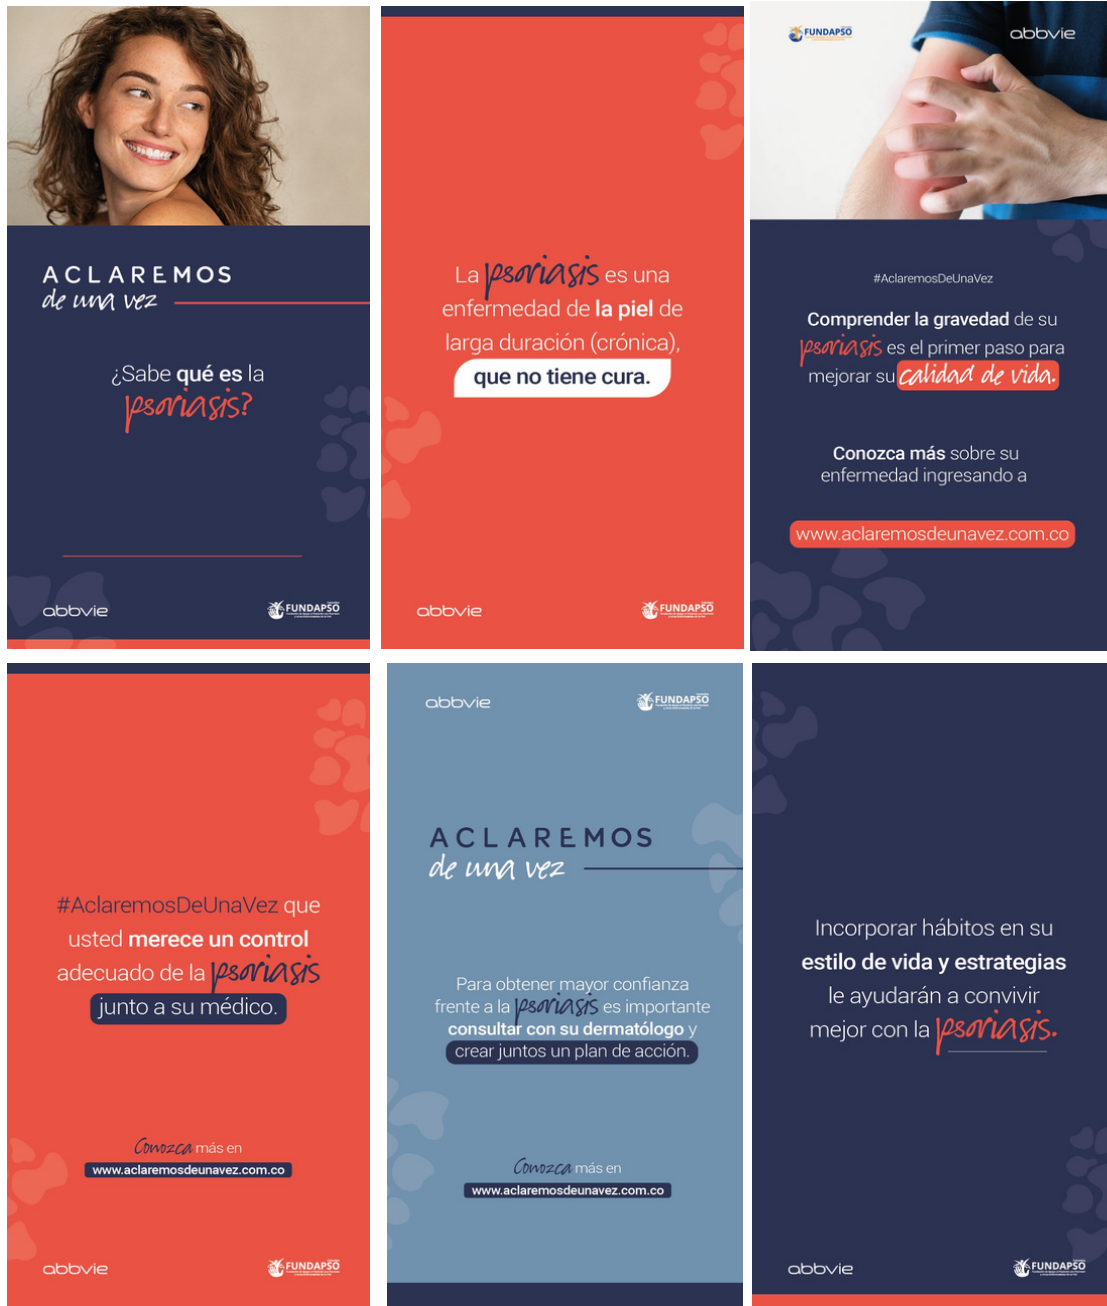 ACLAREMOS
de una vez
¿Sabe qué es la
psoriasis?
abbvie
FUNDAPSO
La psoriasis es una
enfermedad de la piel de
larga duración (crónica),
que no tiene cura.
abbvie
FUNDAPSO
FUNDAPSO
abbvie
#AclaremosDeUnaVez
Comprender la gravedad de su
psoriasis es el primer paso para
mejorar su calidad de vida.
Conozca más sobre su
enfermedad ingresando a
www.aclaremosdeunavez.com.co
#AclaremosDeUnaVez que
usted merece un control
adecuado de la psoriasis
junto a su médico.
Conozca más en
www.aclaremosdeunavez.com.co
abbvie
FUNDAPSO
abbvie
FUNDAPSO
ACLAREMOS
de una vez
Para obtener mayor confianza
frente a la psoriasis es importante
consultar con su dermatólogo y
crear juntos un plan de acción.
Conozca más en
www.aclaremosdeunavez.com.co
Incorporar hábitos en su
estilo de vida y estrategias
le ayudarán a convivir
mejor con la psoriasis.
abbvie
FUNDAPSO